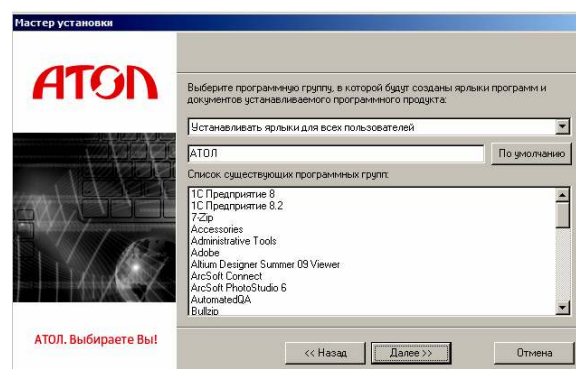 Мастер установки
АТОЛ
Выберите программную группу, в которой будут созданы ярлыки программ и
документов устанавливаемого программного продукта:
Устанавливать ярлыки для всех пользователей
АТОЛ
По умолчанию
Список существующих программных групп:
1С Предприятие 8
1С Предприятие 8.2
7-Zip
Accessories
Administrative Tools
Adobe
Altium Designer Summer 09 Viewer
ArcSoft Connect
ArcSoft PhotoStudio 6
AutomatedQA
Bullzip
АТОЛ. Выбираете Вы!
<< Назад
Далее >>
Отмена